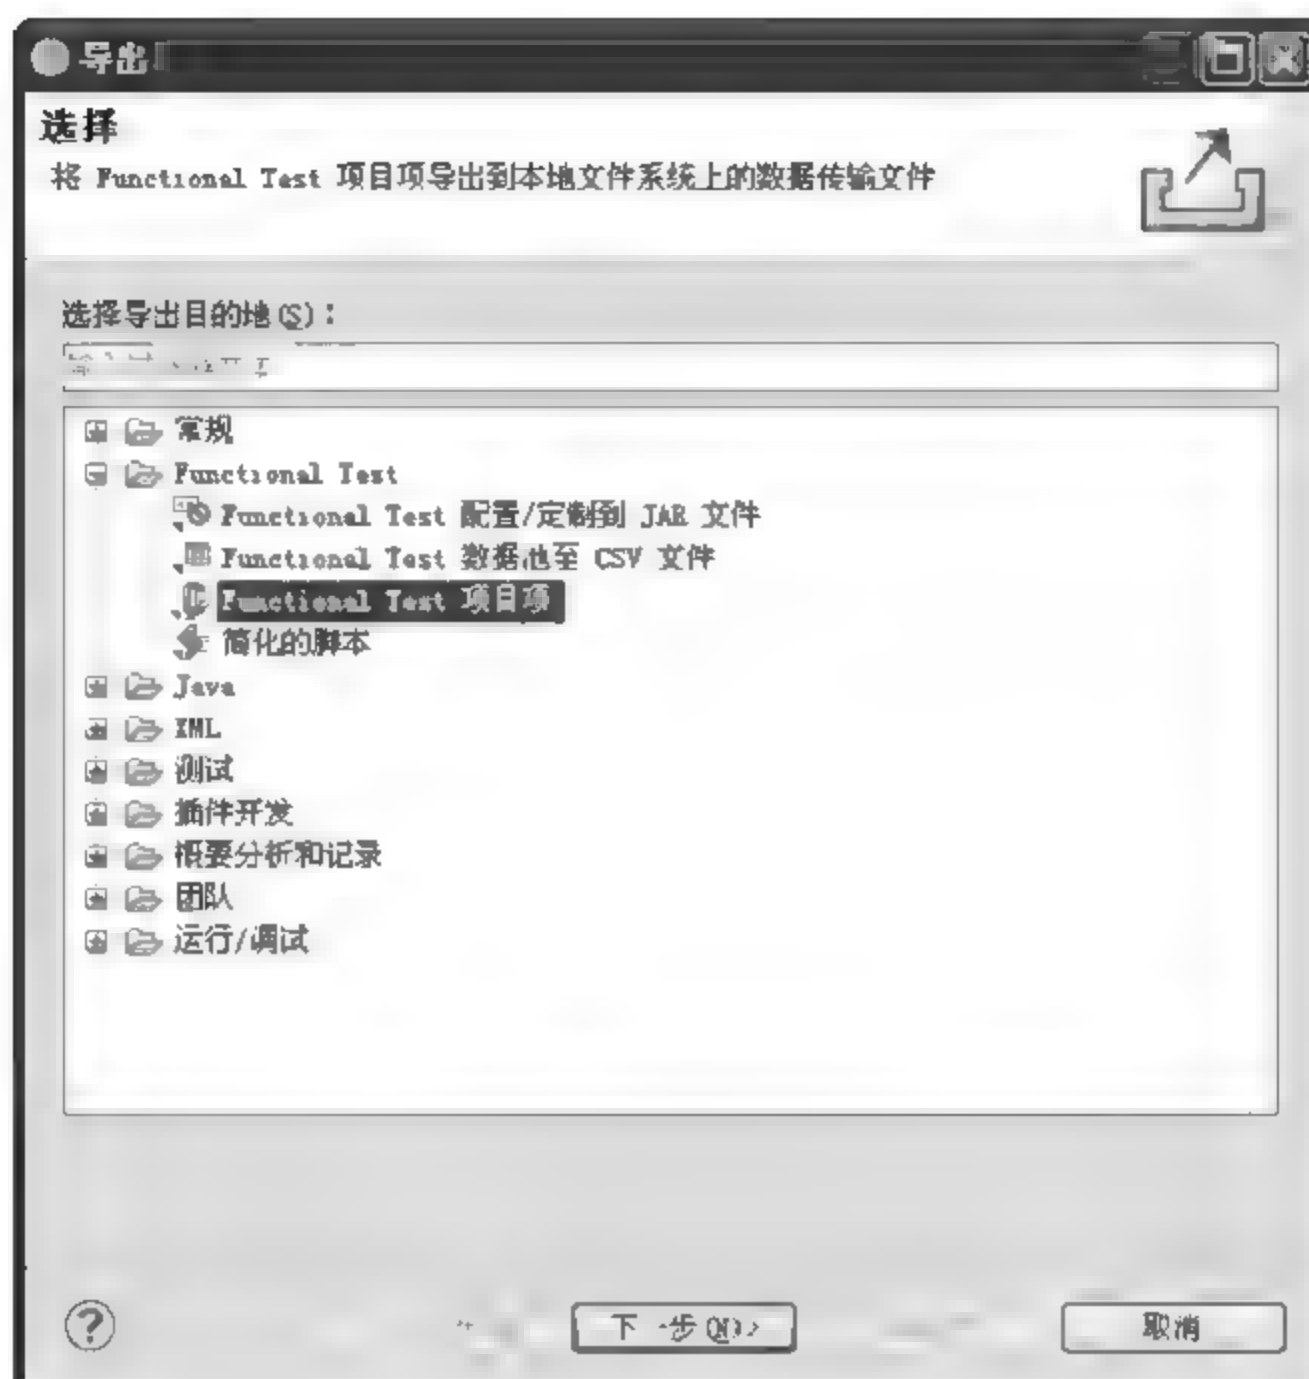 导出
选择
将 Functional Test 项目项导出到本地文件系统上的数据传输文件
选择导出目的地(S):
常规
Functional Test
Functional Test 配置/定制到 JAR 文件
Functional Test 数据池至 CSV 文件
Functional Test 项目项
简化的脚本
Java
XML
测试
插件开发
概要分析和记录
团队
运行/调试
下一步(N)>
取消